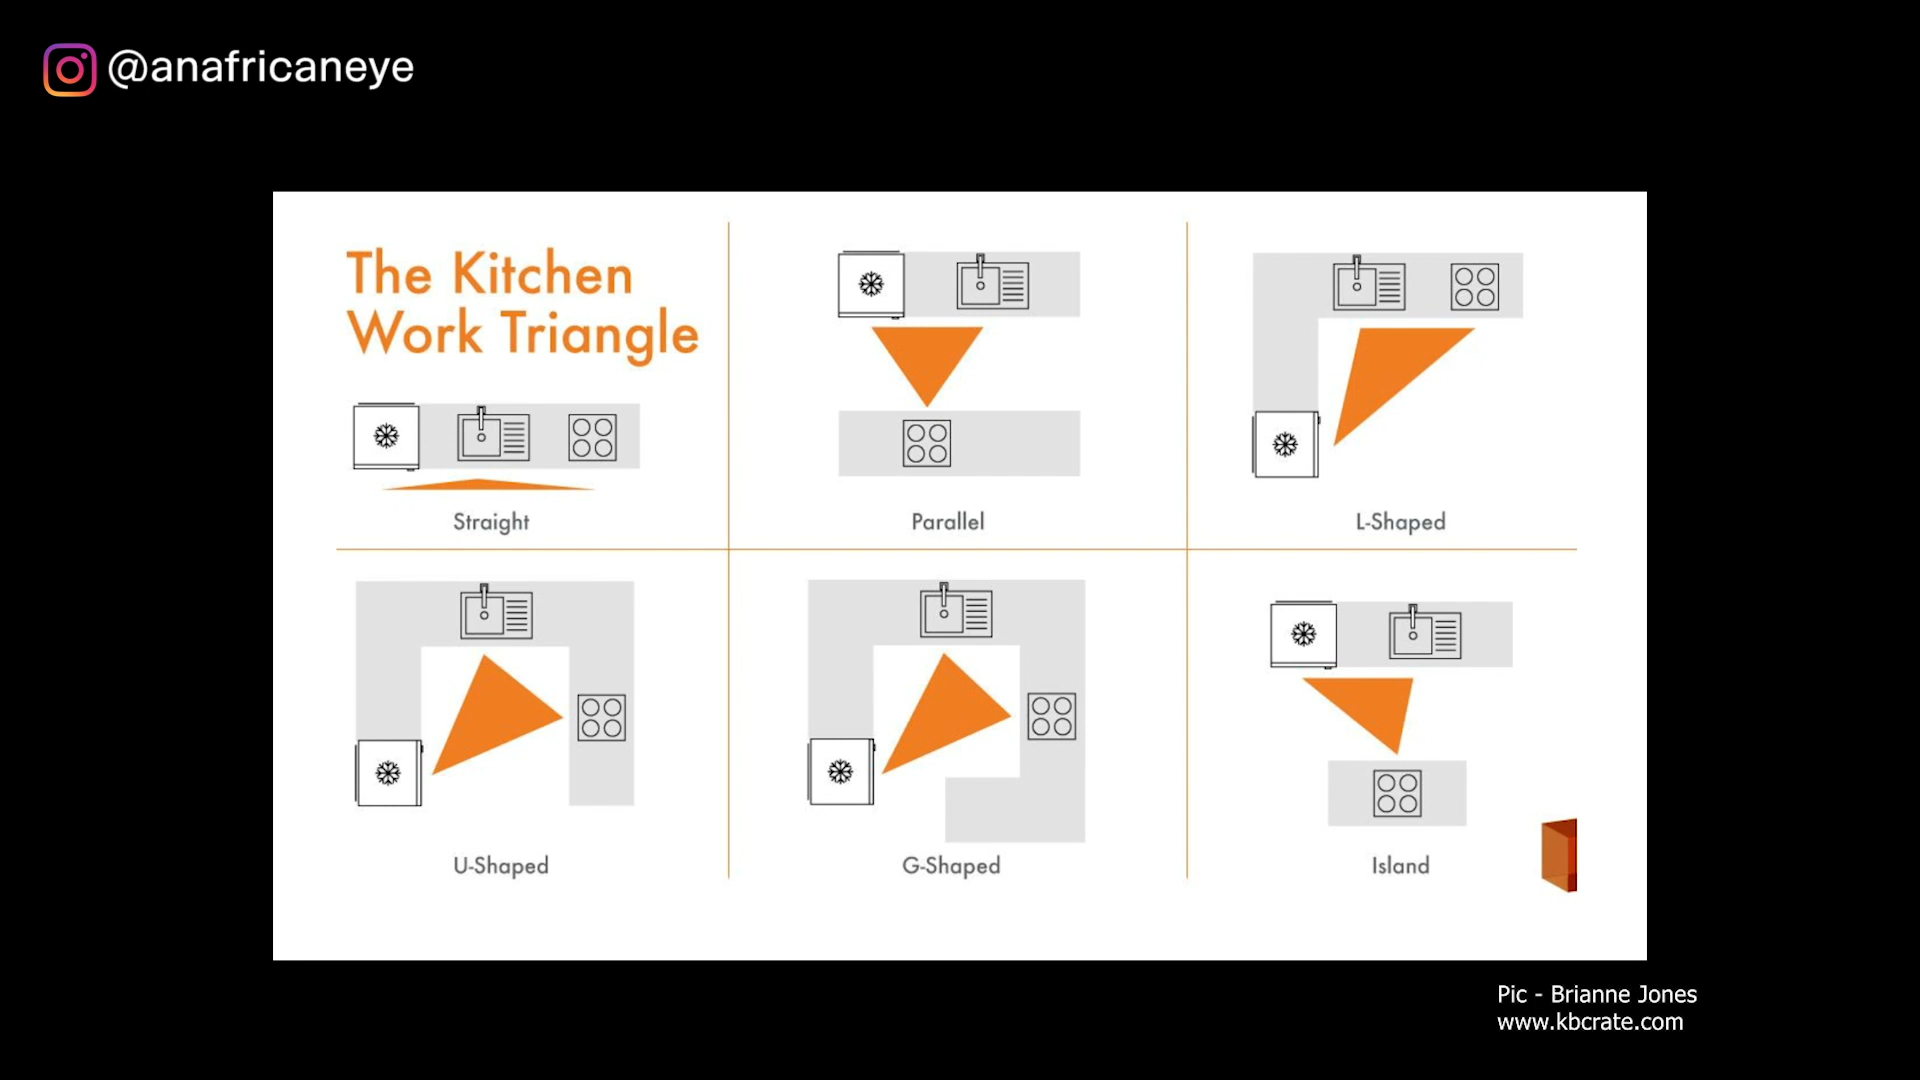 @anafricaneye
The Kitchen
Work Triangle
Straight
Parallel
L-Shaped
U-Shaped
G-Shaped
Island
Pic - Brianne Jones
www.kbcrate.com